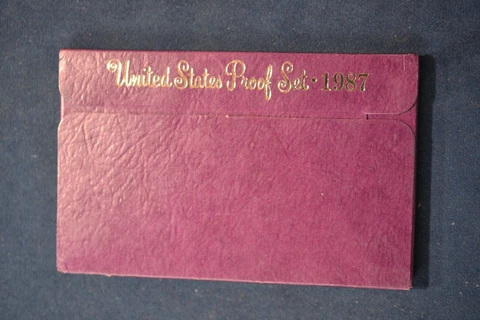 United States Proof Set · 1987